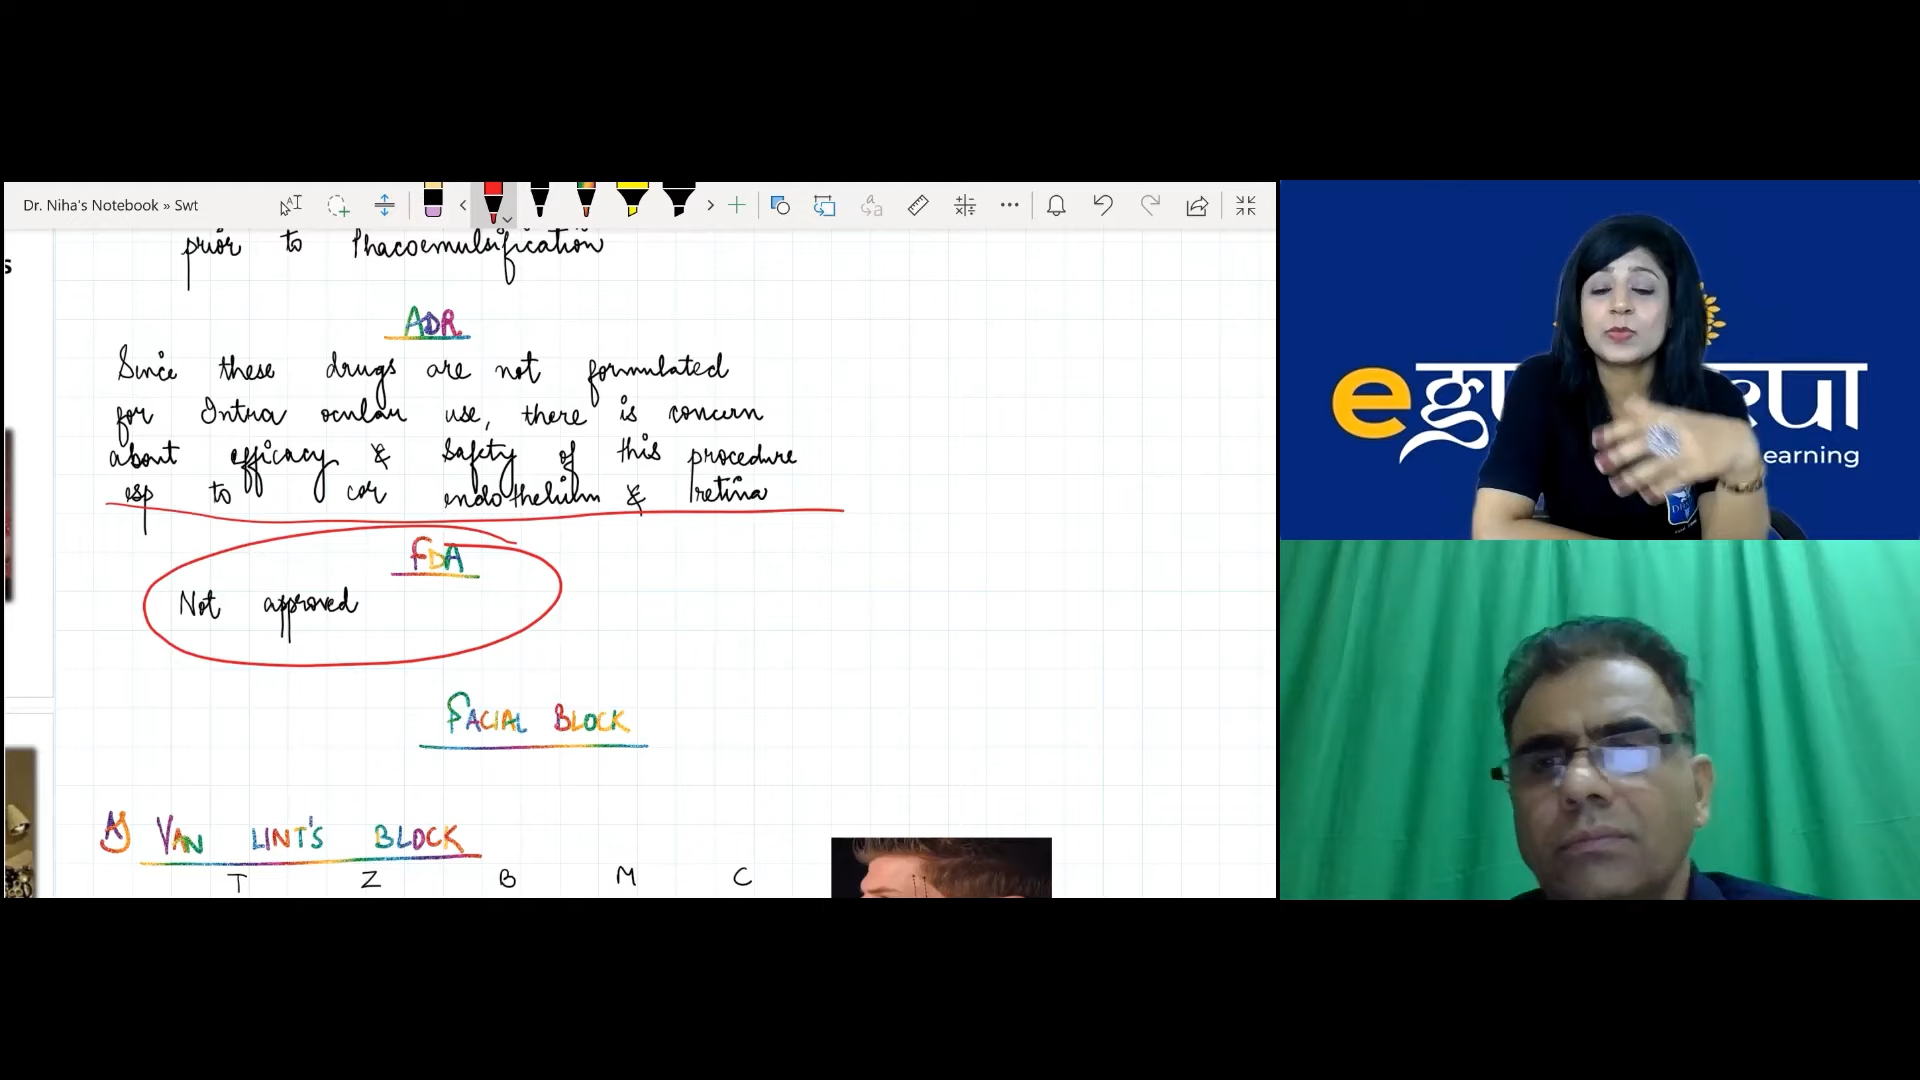 Dr. Niha's Notebook » Swt
s
prior to Phacoemulsification
ADR
Since these drugs are not formulated
for Intra ocular use, there is concern
about efficacy & Safety of this procedure
esp to cor endothelium & retina
FDA
Not approved
FACIAL BLOCK
A) VAN LINT'S BLOCK
T Z B M C
earning